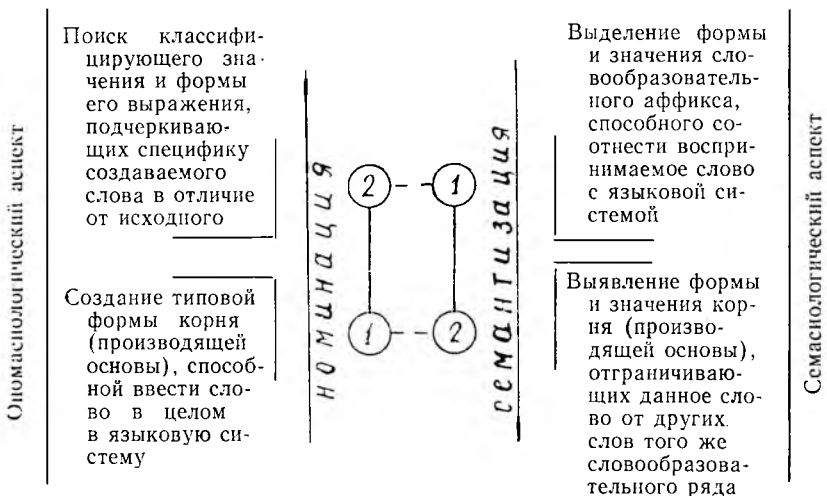 Ономасиологический аспект
Поиск классифи-
цирующего зна-
чения и формы
его выражения,
подчеркиваю-
щих специфику
создаваемого
слова в отличие
от исходного
Создание типовой
формы корня
(производящей
основы), способ-
ной ввести сло-
во в целом
в языковую си-
стему
номинация
2 - - 1
1 - - 2
семантизация
Выделение формы
и значения сло-
вообразователь-
ного аффикса,
способного со-
отнести воспри-
нимаемое слово
с языковой си-
стемой
Выявление формы
и значения кор-
ня (произво-
дящей основы),
отграничиваю-
щих данное сло-
во от других
слов того же
словообразова-
тельного ряда
Семасиологический аспект